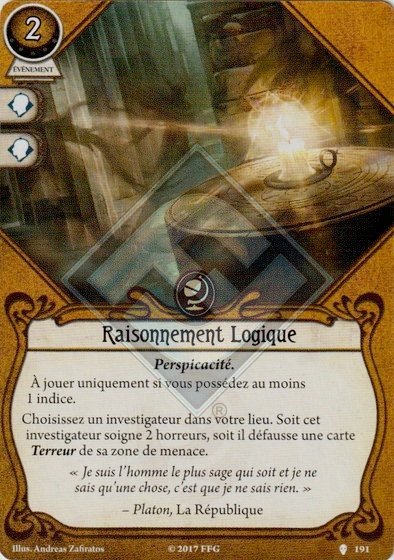 2
ÉVÉNEMENT
Raisonnement Logique
Perspicacité.
À jouer uniquement si vous possédez au moins
1 indice.
Choisissez un investigateur dans votre lieu. Soit cet
investigateur soigne 2 horreurs, soit il défausse une carte
Terreur de sa zone de menace.
« Je suis l’homme le plus sage qui soit et je ne
sais qu’une chose, c’est que je ne sais rien. »
– Platon, La République
Illus. Andreas Zafiratos
© 2017 FFG
191
®